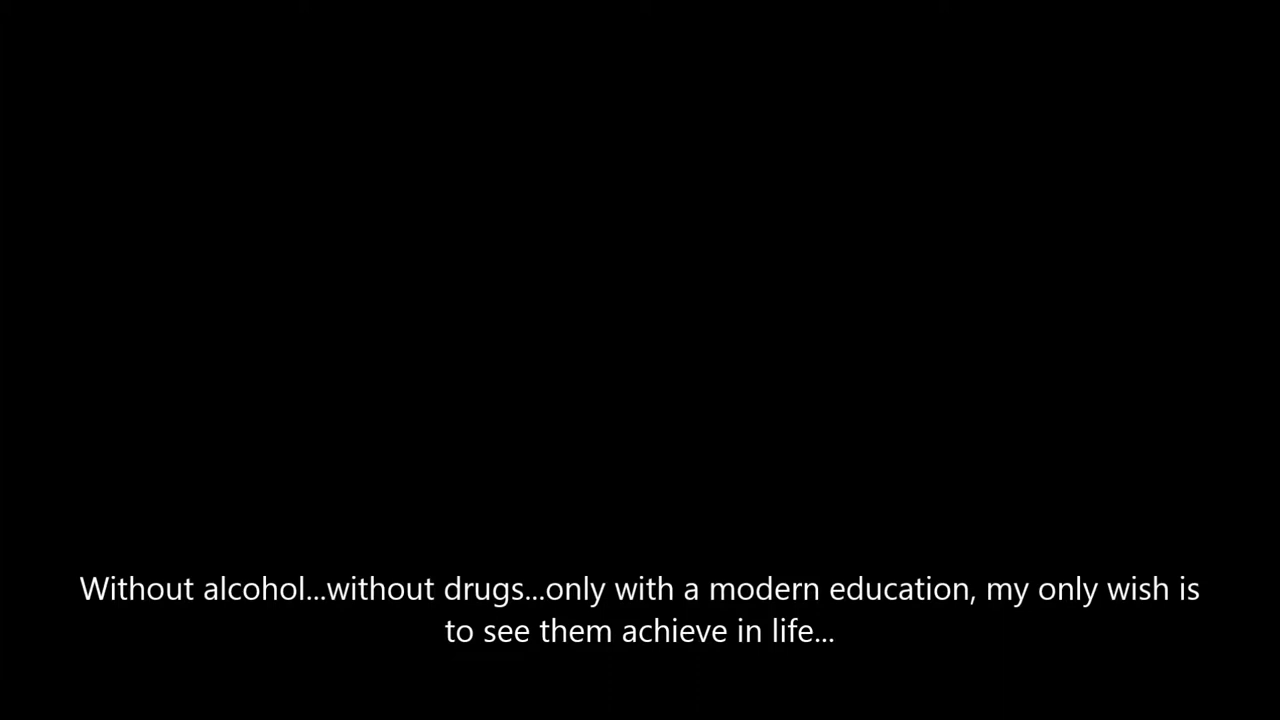 Without alcohol...without drugs...only with a modern education, my only wish is
to see them achieve in life...